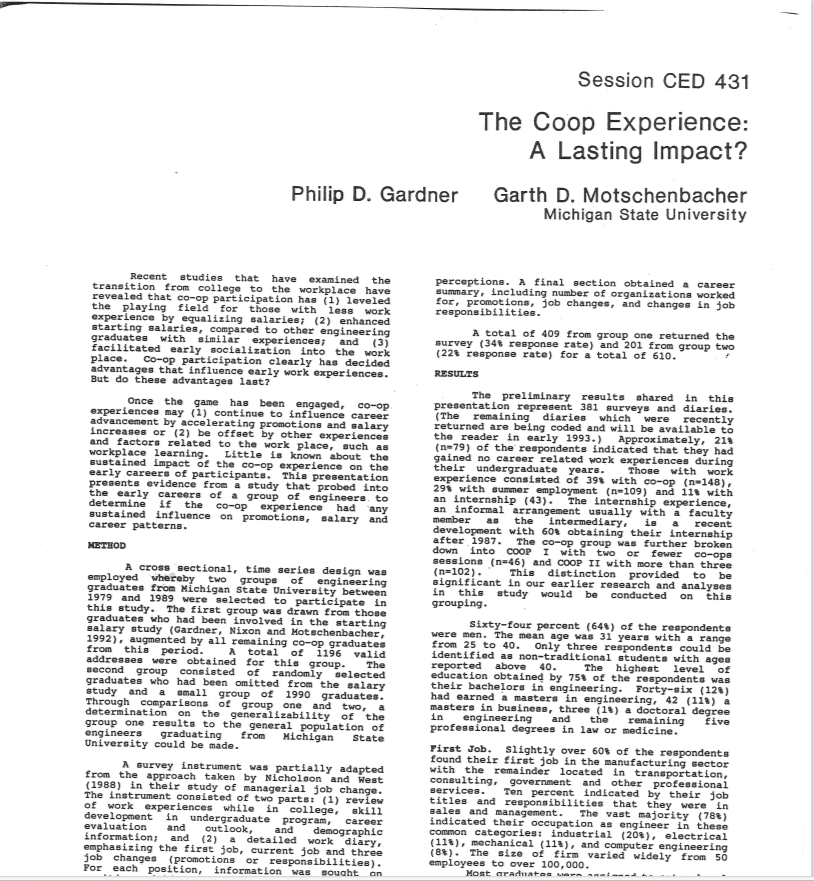 Session CED 431
The Coop Experience:
A Lasting Impact?
Philip D. Gardner Garth D. Motschenbacher
Michigan State University
Recent studies that have examined the
transition from college to the workplace have
revealed that co-op participation has (1) leveled
the playing field for those with less work
experience by equalizing salaries; (2) enhanced
starting salaries, compared to other engineering
graduates with similar experiences; and (3)
facilitated early socialization into the work
place. Co-op participation clearly has decided
advantages that influence early work experiences.
But do these advantages last?
Once the game has been engaged, co-op
experiences may (1) continue to influence career
advancement by accelerating promotions and salary
increases or (2) be offset by other experiences
and factors related to the work place, such as
workplace learning. Little is known about the
sustained impact of the co-op experience on the
early careers of participants. This presentation
presents evidence from a study that probed into
the early careers of a group of engineers to
determine if the co-op experience had any
sustained influence on promotions, salary and
career patterns.
METHOD
A cross sectional, time series design was
employed whereby two groups of engineering
graduates from Michigan State University between
1979 and 1989 were selected to participate in
this study. The first group was drawn from those
graduates who had been involved in the starting
salary study (Gardner, Nixon and Motschenbacher,
1992), augmented by all remaining co-op graduates
from this period. A total of 1196 valid
addresses were obtained for this group. The
second group consisted of randomly selected
graduates who had been omitted from the salary
study and a small group of 1990 graduates.
Through comparisons of group one and two, a
determination on the generalizability of the
group one results to the general population of
engineers graduating from Michigan State
University could be made.
A survey instrument was partially adapted
from the approach taken by Nicholson and West
(1988) in their study of managerial job change.
The instrument consisted of two parts: (1) review
of work experiences while in college, skill
development in undergraduate program, career
evaluation and outlook, and demographic
information; and (2) a detailed work diary,
emphasizing the first job, current job and three
job changes (promotions or responsibilities).
For each position, information was sought on
perceptions. A final section obtained a career
summary, including number of organizations worked
for, promotions, job changes, and changes in job
responsibilities.
A total of 409 from group one returned the
survey (34% response rate) and 201 from group two
(22% response rate) for a total of 610.
RESULTS
The preliminary results shared in this
presentation represent 381 surveys and diaries.
(The remaining diaries which were recently
returned are being coded and will be available to
the reader in early 1993.) Approximately, 21%
(n=79) of the respondents indicated that they had
gained no career related work experiences during
their undergraduate years. Those with work
experience consisted of 39% with co-op (n=148),
29% with summer employment (n=109) and 11% with
an internship (43). The internship experience,
an informal arrangement usually with a faculty
member as the intermediary, is a recent
development with 60% obtaining their internship
after 1987. The co-op group was further broken
down into COOP I with two or fewer co-ops
sessions (n=46) and COOP II with more than three
(n=102). This distinction provided to be
significant in our earlier research and analyses
in this study would be conducted on this
grouping.
Sixty-four percent (64%) of the respondents
were men. The mean age was 31 years with a range
from 25 to 40. Only three respondents could be
identified as non-traditional students with ages
reported above 40. The highest level of
education obtained by 75% of the respondents was
their bachelors in engineering. Forty-six (12%)
had earned a masters in engineering, 42 (11%) a
masters in business, three (1%) a doctoral degree
in engineering and the remaining five
professional degrees in law or medicine.
First Job. Slightly over 60% of the respondents
found their first job in the manufacturing sector
with the remainder located in transportation,
consulting, government and other professional
services. Ten percent indicated by their job
titles and responsibilities that they were in
sales and management. The vast majority (78%)
indicated their occupation as engineer in these
common categories: industrial (20%), electrical
(11%), mechanical (11%), and computer engineering
(8%). The size of firm varied widely from 50
employees to over 100,000.
Most graduates were assigned to